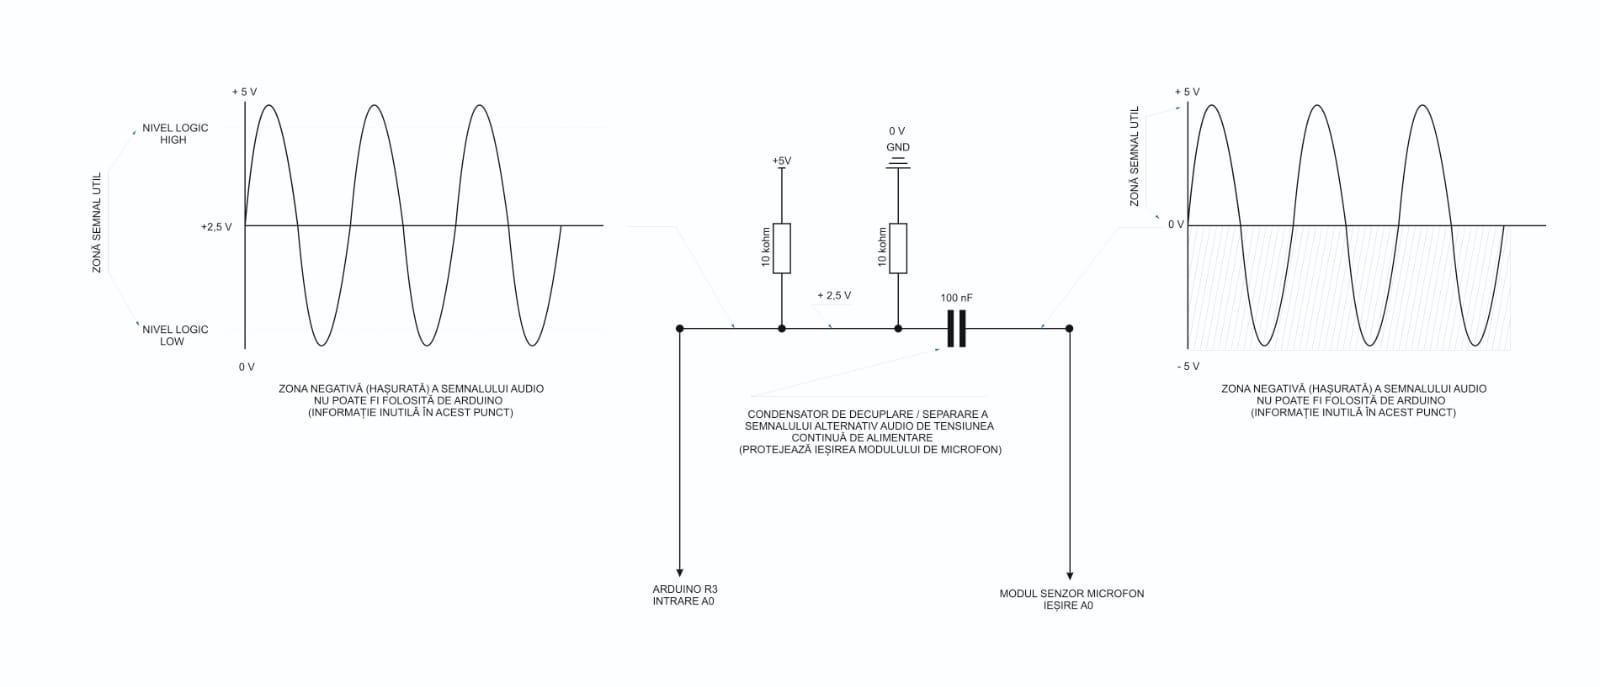 + 5 V
NIVEL LOGIC
HIGH
ZONĂ SEMNAL UTIL
+2,5 V
NIVEL LOGIC
LOW
0 V
ZONA NEGATIVĂ (HAȘURATĂ) A SEMNALULUI AUDIO
NU POATE FI FOLOSITĂ DE ARDUINO
(INFORMAȚIE INUTILĂ ÎN ACEST PUNCT)
+5V
10 kohm
0 V
GND
10 kohm
+ 2,5 V
100 nF
CONDENSATOR DE DECUPLARE / SEPARARE A
SEMNALULUI ALTERNATIV AUDIO DE TENSIUNEA
CONTINUĂ DE ALIMENTARE
(PROTEJEAZĂ IEȘIREA MODULULUI DE MICROFON)
ARDUINO R3
INTRARE A0
MODUL SENZOR MICROFON
IEȘIRE A0
+ 5 V
ZONĂ SEMNAL UTIL
0 V
- 5 V
ZONA NEGATIVĂ (HAȘURATĂ) A SEMNALULUI AUDIO
NU POATE FI FOLOSITĂ DE ARDUINO
(INFORMAȚIE INUTILĂ ÎN ACEST PUNCT)